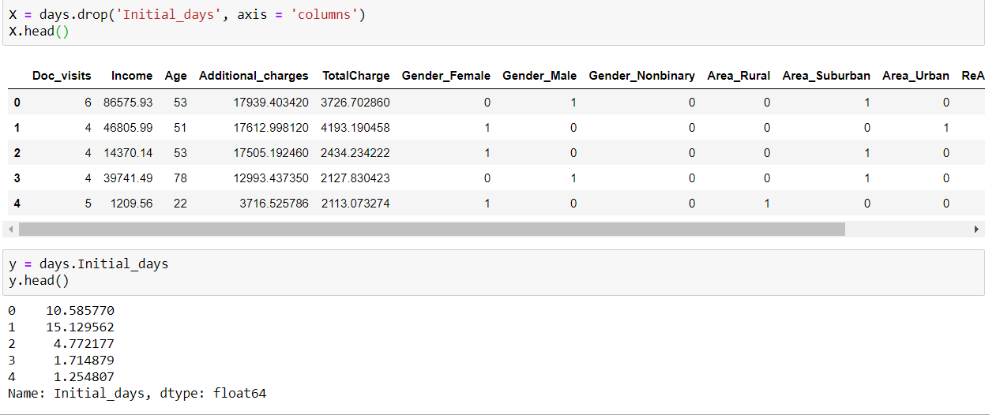 X = days.drop('Initial_days', axis = 'columns')
X.head()
Doc_visits Income Age Additional_charges TotalCharge Gender_Female Gender_Male Gender_Nonbinary Area_Rural Area_Suburban Area_Urban ReA
0 6 86575.93 53 17939.403420 3726.702860 0 1 0 0 1 0
1 4 46805.99 51 17612.998120 4193.190458 1 0 0 0 0 1
2 4 14370.14 53 17505.192460 2434.234222 1 0 0 0 1 0
3 4 39741.49 78 12993.437350 2127.830423 0 1 0 0 1 0
4 5 1209.56 22 3716.525786 2113.073274 1 0 0 1 0 0
y = days.Initial_days
y.head()
0 10.585770
1 15.129562
2 4.772177
3 1.714879
4 1.254807
Name: Initial_days, dtype: float64